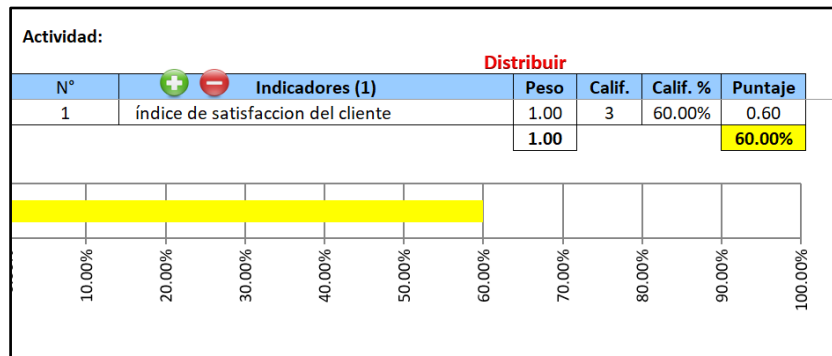 Actividad:
Distribuir
N° Indicadores (1) Peso Calif. Calif. % Puntaje
1 índice de satisfaccion del cliente 1.00 3 60.00% 0.60
1.00 60.00%
10.00% 20.00% 30.00% 40.00% 50.00% 60.00% 70.00% 80.00% 90.00% 100.00%